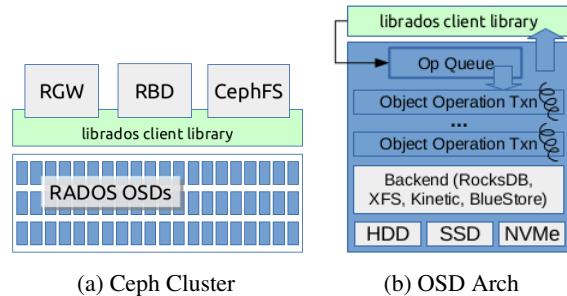 RGW
RBD
CephFS
librados client library
RADOS OSDs
(a) Ceph Cluster
librados client library
Op Queue
Object Operation Txn
...
Object Operation Txn
Backend (RocksDB,
XFS, Kinetic, BlueStore)
HDD
SSD
NVMe
(b) OSD Arch